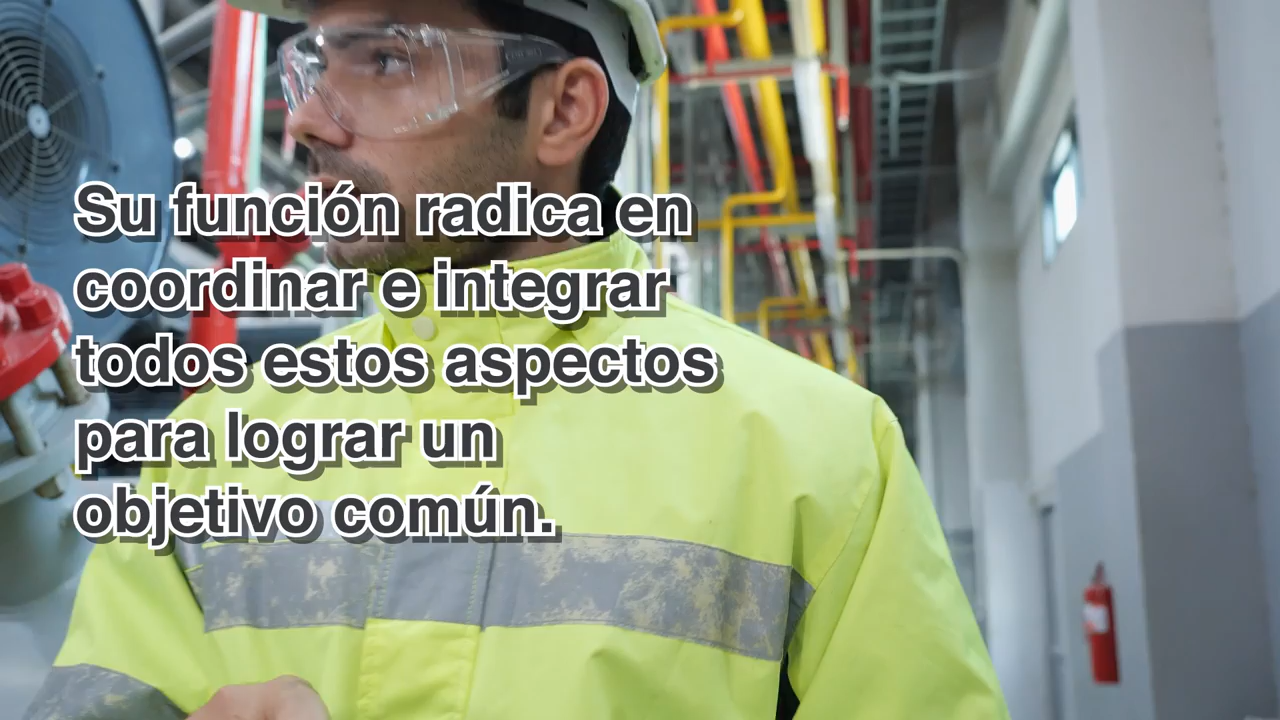 Su función radica en
coordinar e integrar
todos estos aspectos
para lograr un
objetivo común.